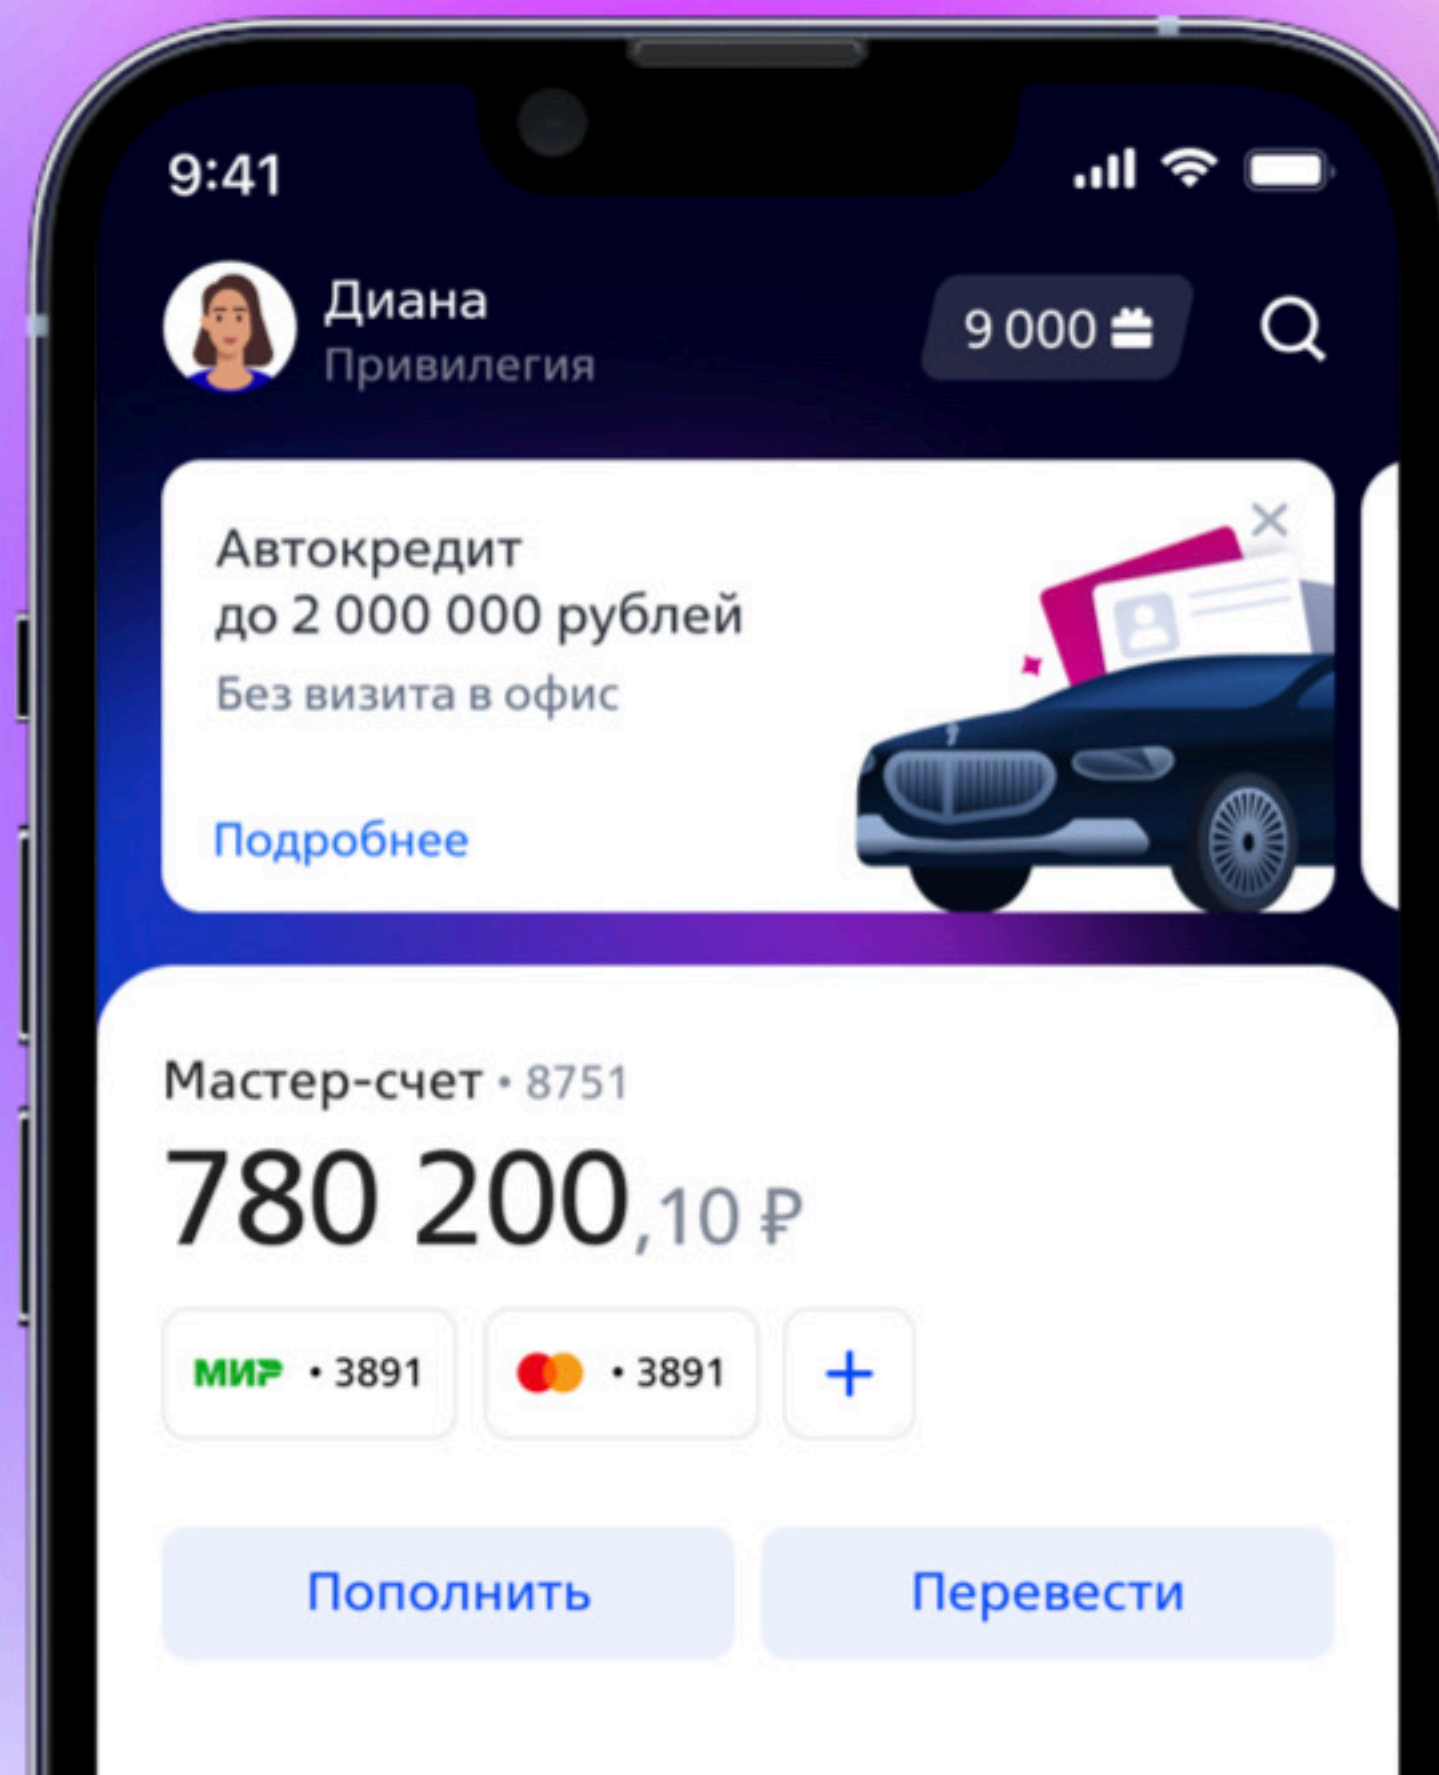 9:41
Диана
Привилегия
9 000
Автокредит
до 2 000 000 рублей
Без визита в офис
Подробнее
Мастер-счет • 8751
780 200,10 ₽
МИР • 3891
• 3891
+
Пополнить
Перевести